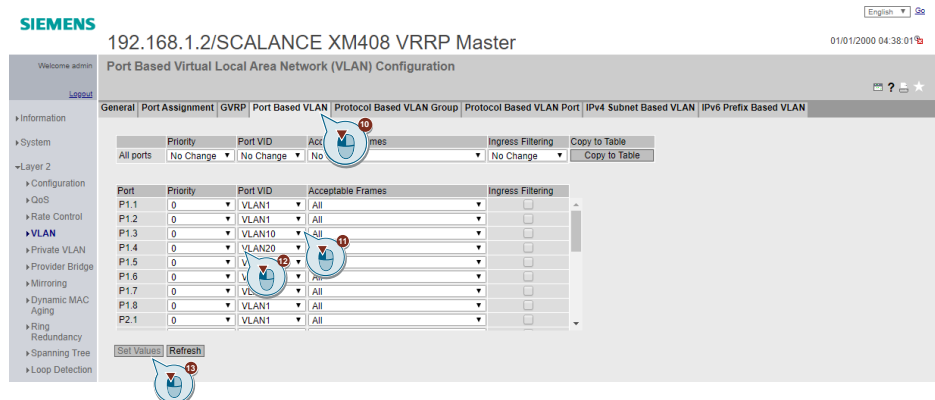 English Go
SIEMENS
192.168.1.2/SCALANCE XM408 VRRP Master
01/01/2000 04:38:01
Welcome admin
Port Based Virtual Local Area Network (VLAN) Configuration
Logout
?
General Port Assignment GVRP Port Based VLAN Protocol Based VLAN Group Protocol Based VLAN Port IPv4 Subnet Based VLAN IPv6 Prefix Based VLAN
Information
10
System
Priority Port VID Ingress Filtering Copy to Table
All ports No Change No Change No No Change Copy to Table
Layer 2
Configuration
Port Priority Port VID Acceptable Frames Ingress Filtering
QoS
P1.1 0 VLAN1 All
Rate Control
P1.2 0 VLAN1 All
VLAN
P1.3 0 VLAN10 All
11
Private VLAN
P1.4 0 VLAN20
12
Provider Bridge
P1.5 0
Mirroring
P1.6 0 All
Dynamic MAC
Aging
P1.7 0 All
P1.8 0 VLAN1 All
P2.1 0 VLAN1 All
Ring
Redundancy
Spanning Tree
Set Values Refresh
Loop Detection
13